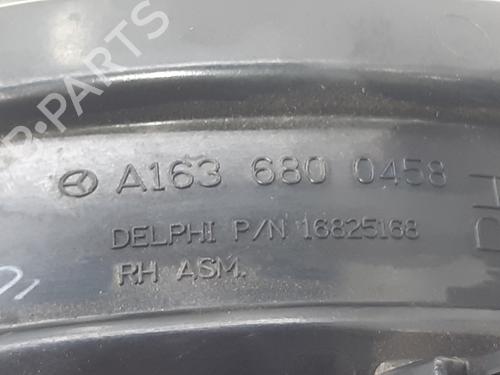 B-PARTS
A163 680 0458
DELPHI P/N 16825168
RH ASM.